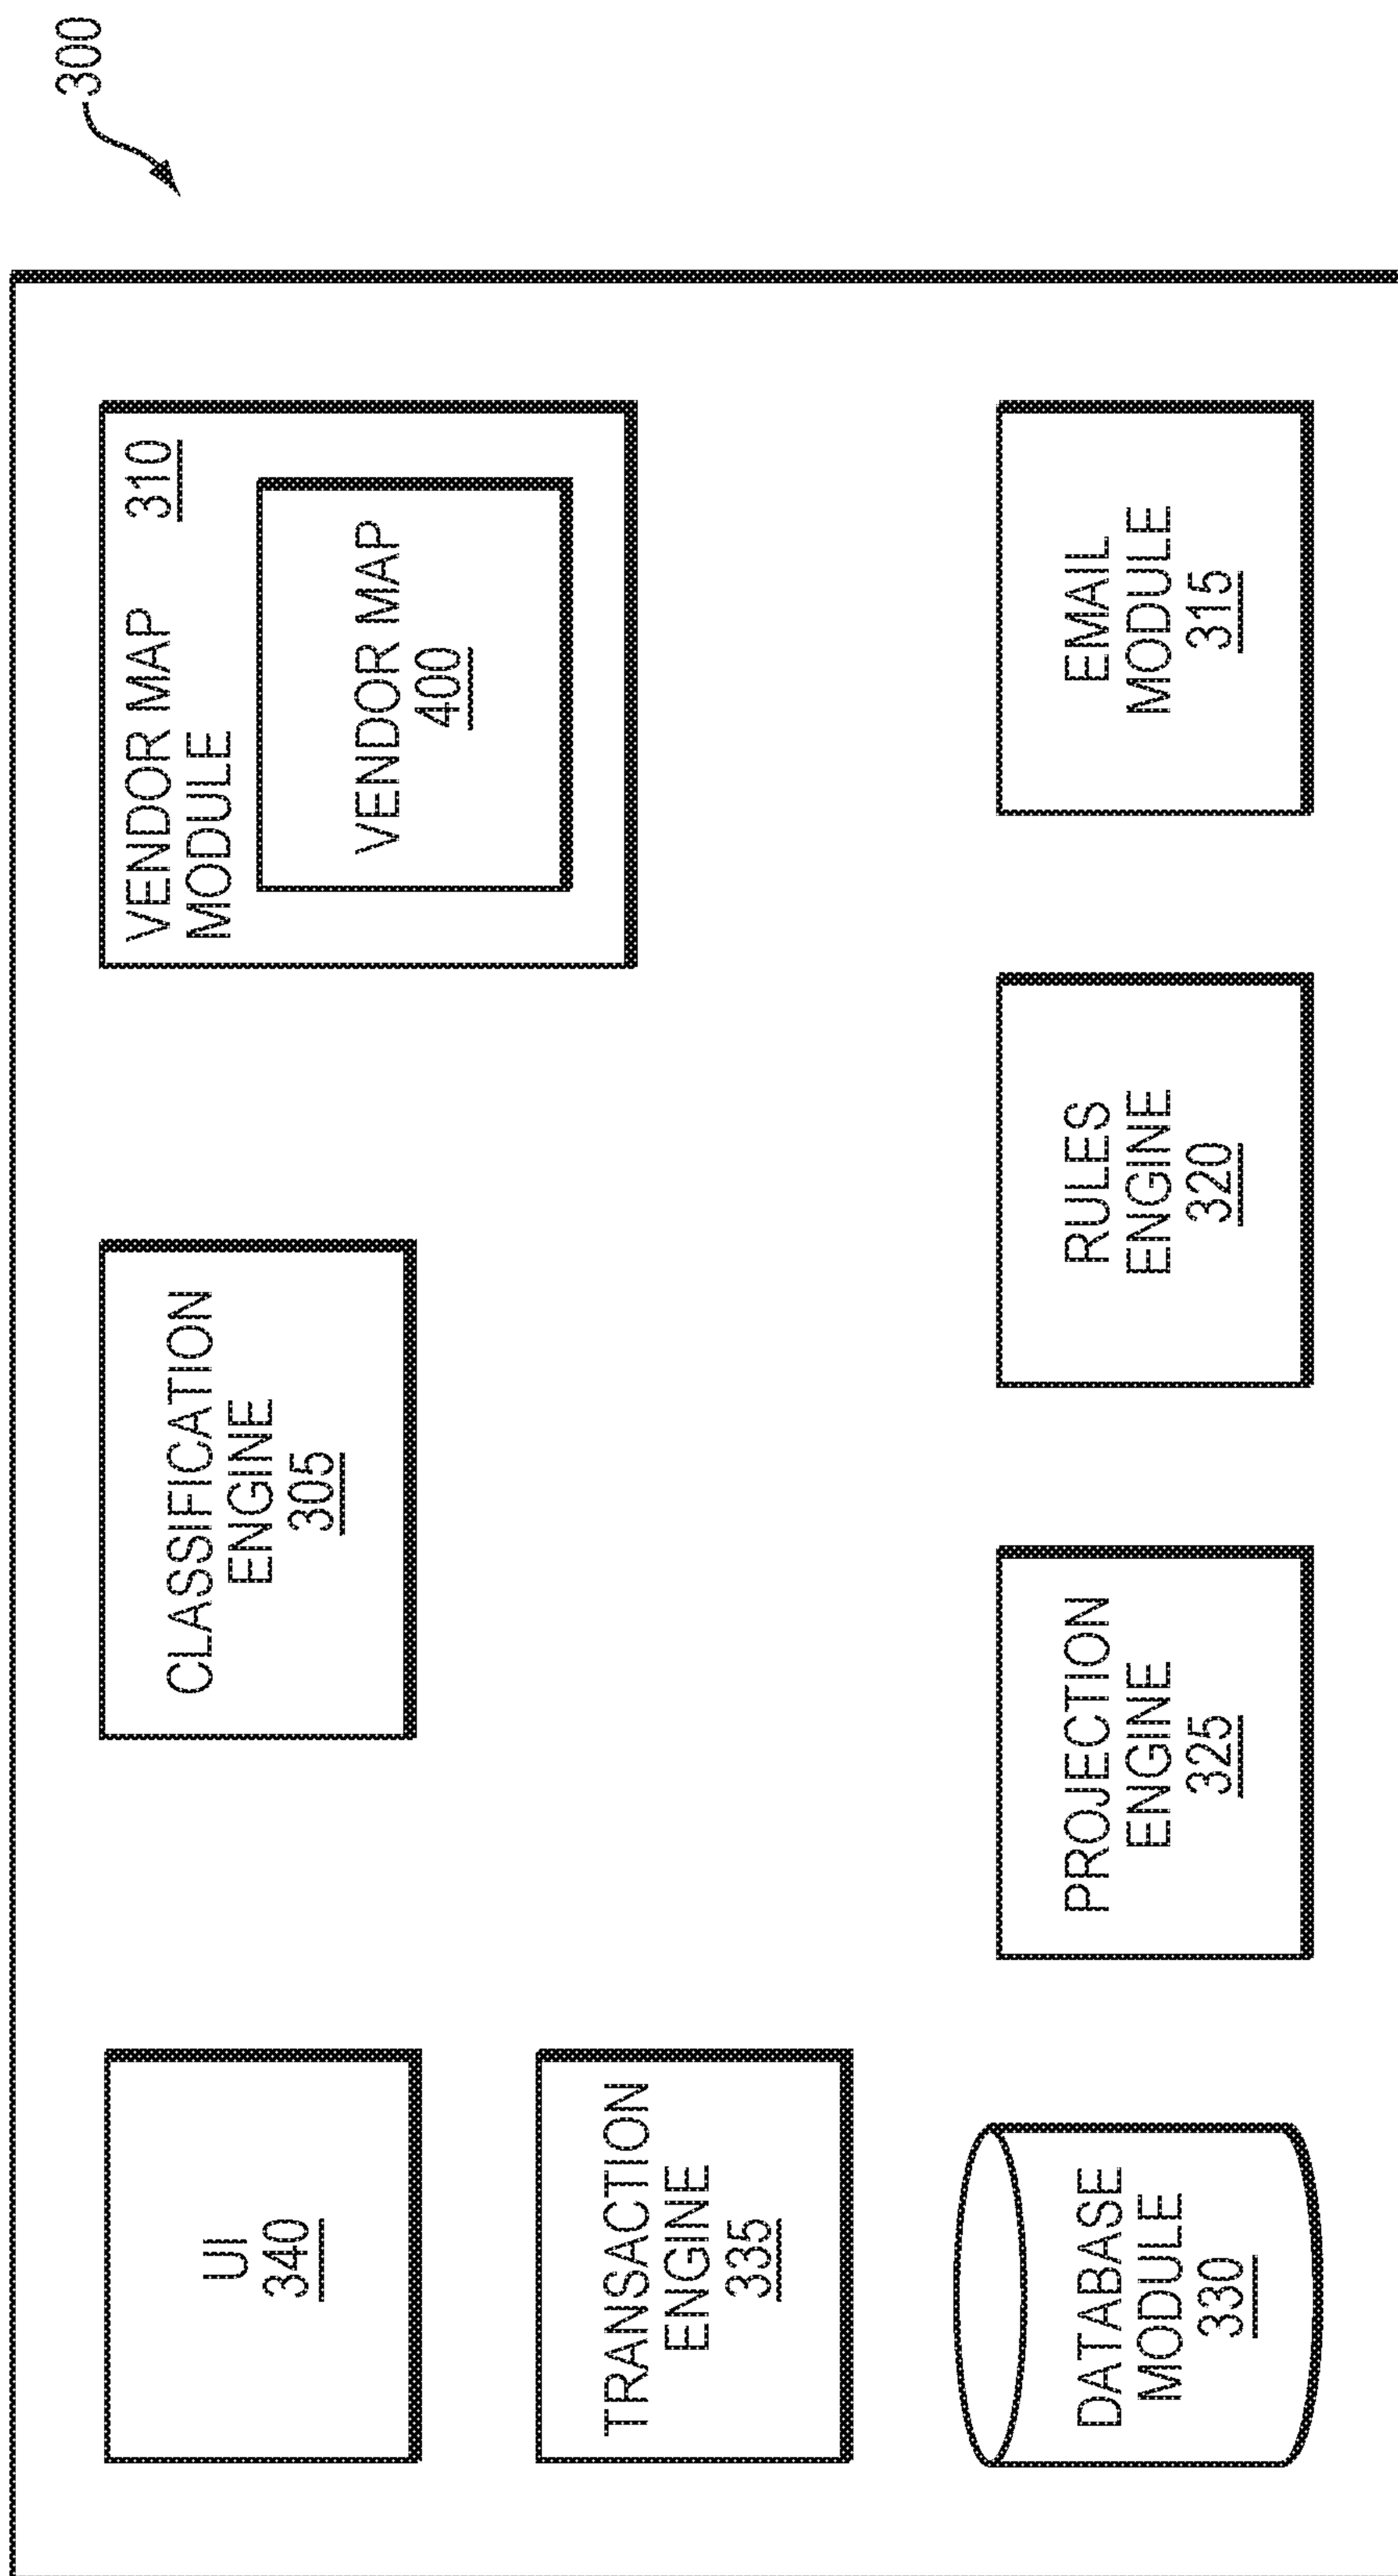 300
UI
340
CLASSIFICATION
ENGINE
305
VENDOR MAP 310
MODULE
VENDOR MAP
400
TRANSACTION
ENGINE
335
DATABASE
MODULE
330
PROJECTION
ENGINE
325
RULES
ENGINE
320
EMAIL
MODULE
315